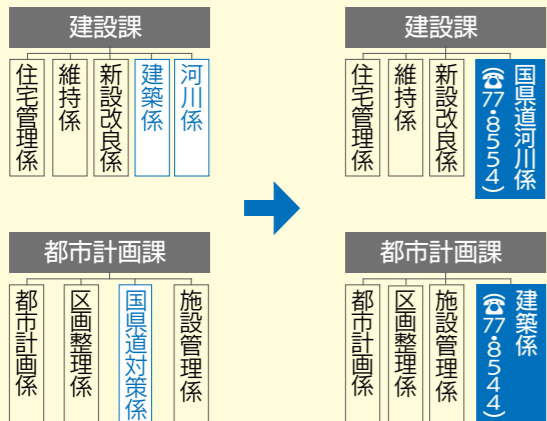 建設課
住宅管理係
維持係
新設改良係
建築係
河川係
都市計画課
都市計画係
区画整理係
国県道対策係
施設管理係
建設課
住宅管理係
維持係
新設改良係
国県道河川係
(☎77・8554)
都市計画課
都市計画係
区画整理係
施設管理係
建築係
(☎77・8544)